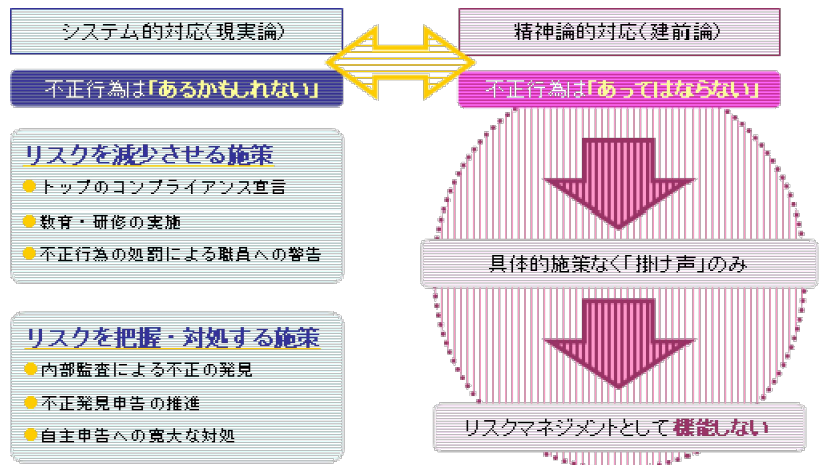 システム的対応(現実論)
不正行為は「あるかもしれない」
リスクを減少させる施策
トップのコンプライアンス宣言
教育・研修の実施
不正行為の処罰による職員への警告
リスクを把握・対処する施策
内部監査による不正の発見
不正発見申告の推進
自主申告への寛大な対処
精神論的対応(建前論)
不正行為は「あってはならない」
具体的施策なく「掛け声」のみ
リスクマネジメントとして機能しない